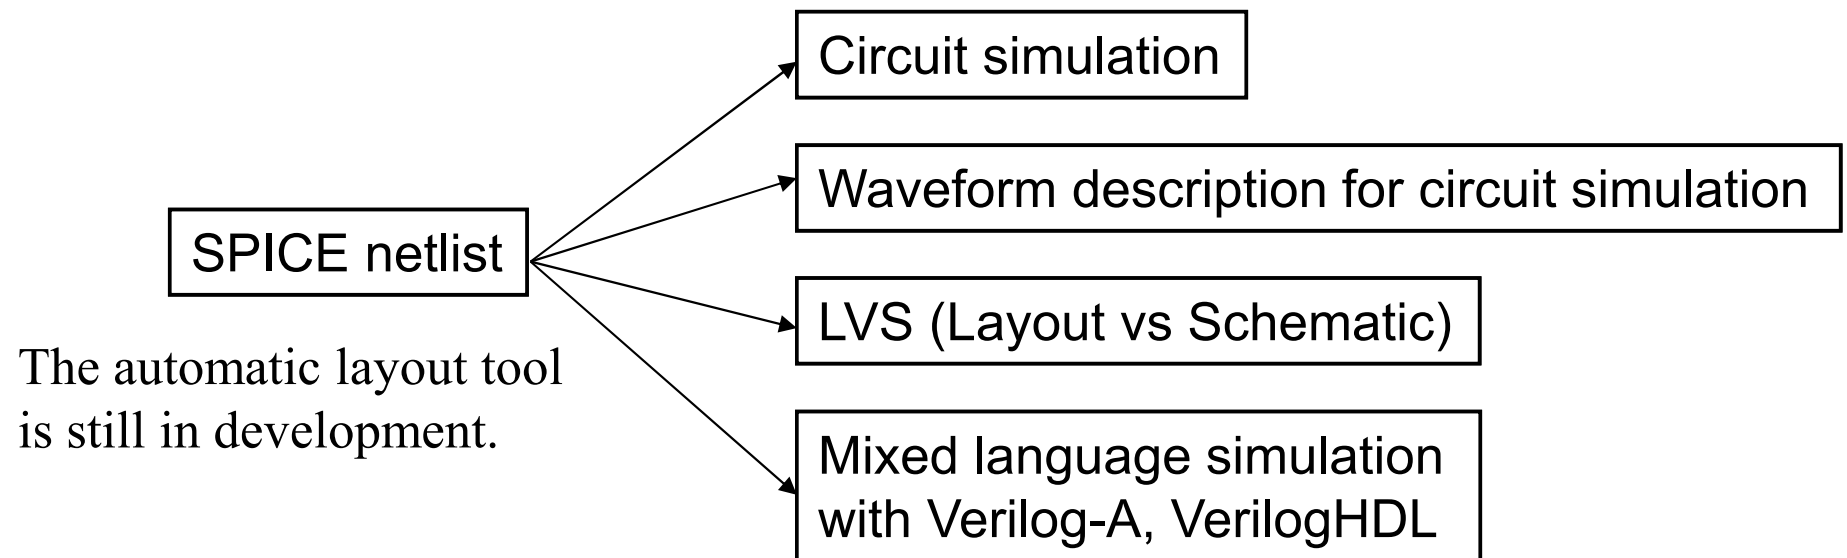 Circuit simulation
Waveform description for circuit simulation
SPICE netlist
LVS (Layout vs Schematic)
The automatic layout tool
is still in development.
Mixed language simulation
with Verilog-A, VerilogHDL